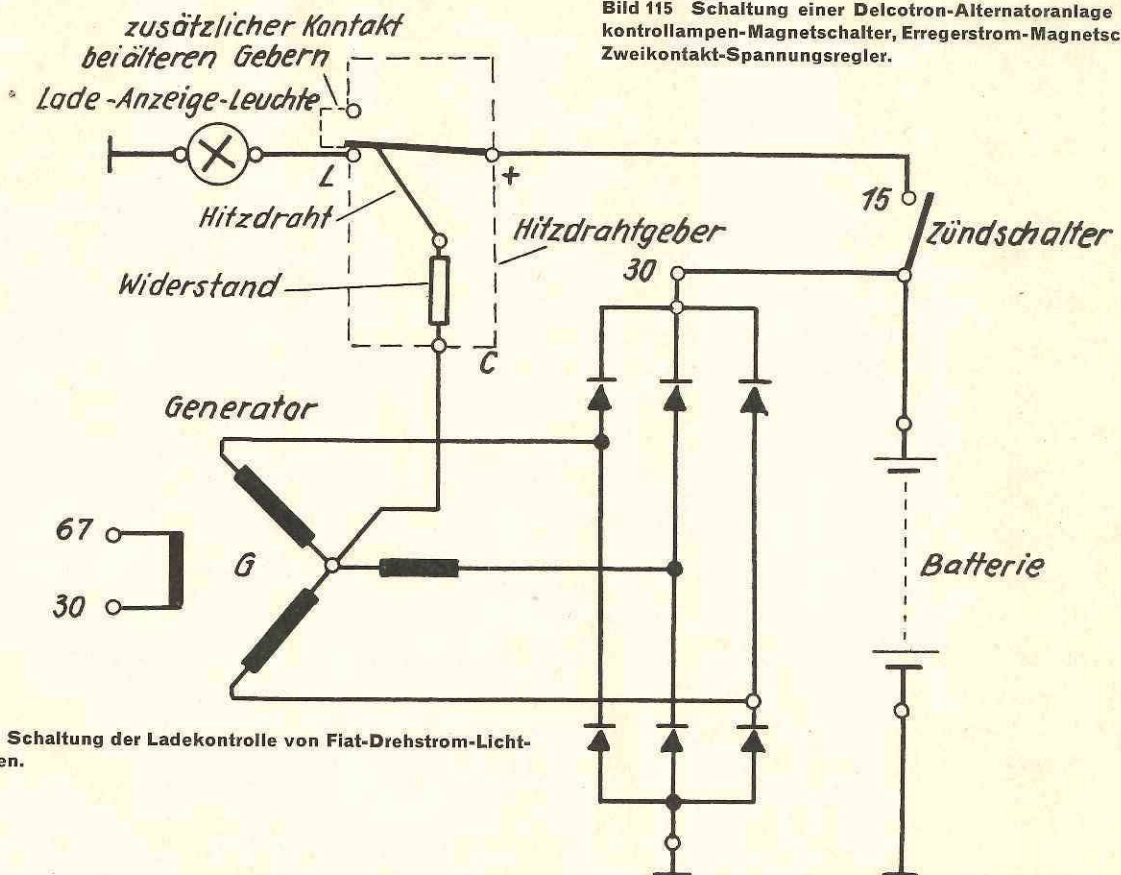 Bild 115 Schaltung einer Delcotron-Alternatoranlage
kontrollampen-Magnetschalter, Erregerstrom-Magnetsc
Zweikontakt-Spannungsregler.
zusätzlicher Kontakt
bei älteren Gebern
Lade-Anzeige-Leuchte
L
+
15
Hitzdraht
Hitzdrahtgeber
Zündschalter
30
Widerstand
C
Generator
67
G
Batterie
30
Schaltung der Ladekontrolle von Fiat-Drehstrom-Licht-
en.